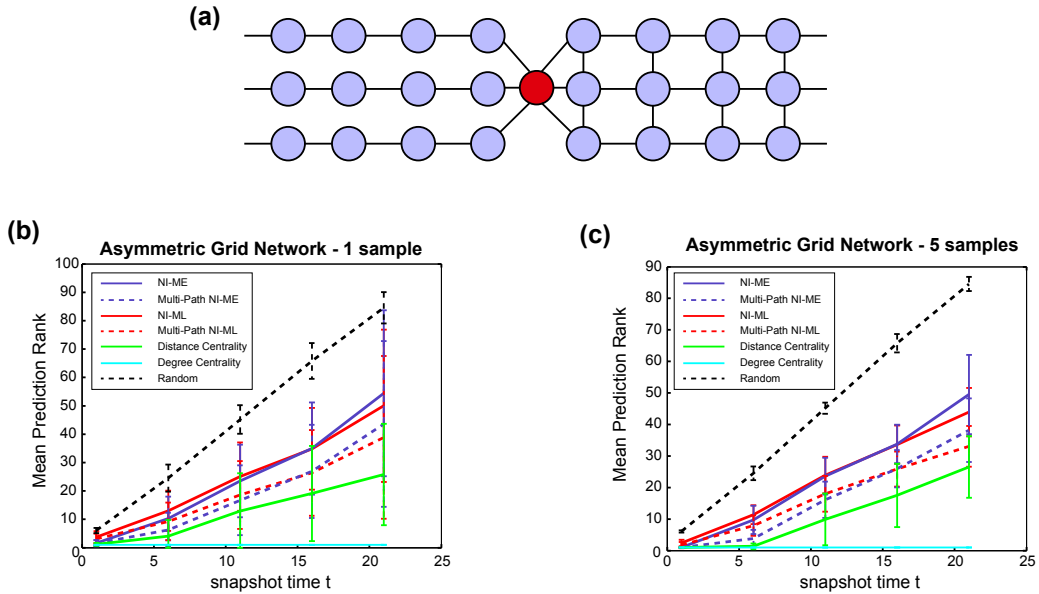 (a)
(b)
Asymmetric Grid Network - 1 sample
Mean Prediction Rank
100
90
80
70
60
50
40
30
20
10
0
NI-ME
Multi-Path NI-ME
NI-ML
Multi-Path NI-ML
Distance Centrality
Degree Centrality
Random
0 5 10 15 20 25
snapshot time t
(c)
Asymmetric Grid Network - 5 samples
Mean Prediction Rank
90
80
70
60
50
40
30
20
10
0
NI-ME
Multi-Path NI-ME
NI-ML
Multi-Path NI-ML
Distance Centrality
Degree Centrality
Random
0 5 10 15 20 25
snapshot time t